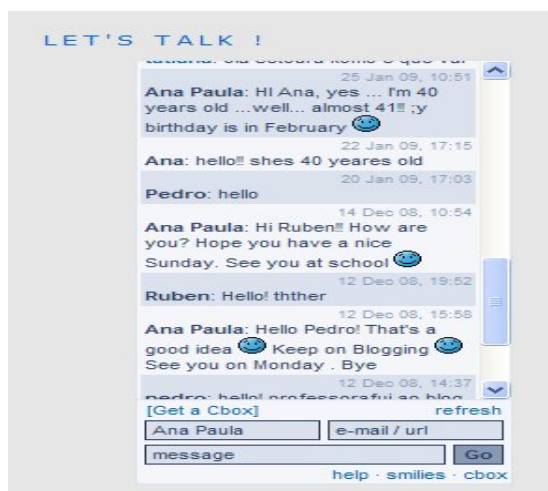 LET'S TALK !
25 Jan 09, 10:51
Ana Paula: HI Ana, yes ... I'm 40
years old ...well... almost 41!! ;y
birthday is in February
22 Jan 09, 17:15
Ana: hello!! shes 40 yeares old
20 Jan 09, 17:03
Pedro: hello
14 Dec 08, 10:54
Ana Paula: Hi Ruben!! How are
you? Hope you have a nice
Sunday. See you at school
12 Dec 08, 19:52
Ruben: Hello! thther
12 Dec 08, 15:58
Ana Paula: Hello Pedro! That's a
good idea Keep on Blogging
See you on Monday . Bye
12 Dec 08, 14:37
pedro: hello! professorafui ao blog
[Get a Cbox] refresh
Ana Paula e-mail / url
message Go
help · smilies · cbox